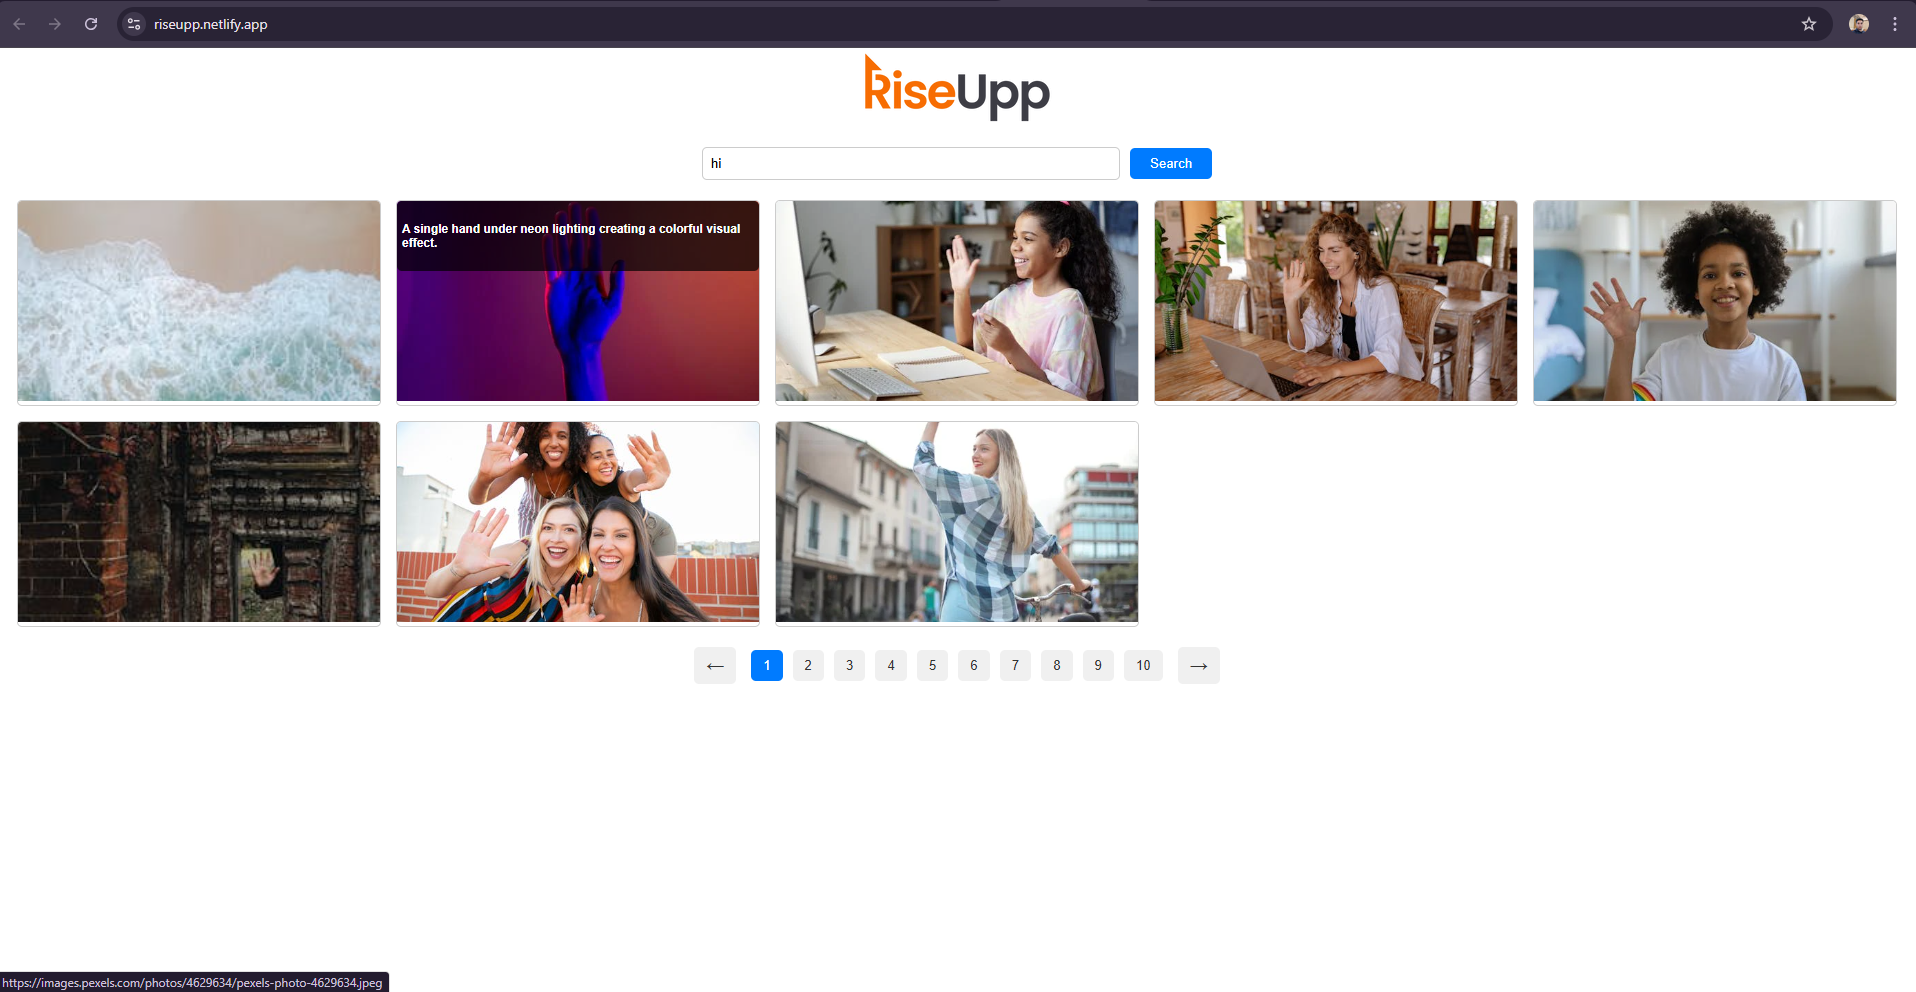 riseupp.netlify.app
RiseUpp
hi
Search
A single hand under neon lighting creating a colorful visual
effect.
← 1 2 3 4 5 6 7 8 9 10 →
https://images.pexels.com/photos/4629634/pexels-photo-4629634.jpeg